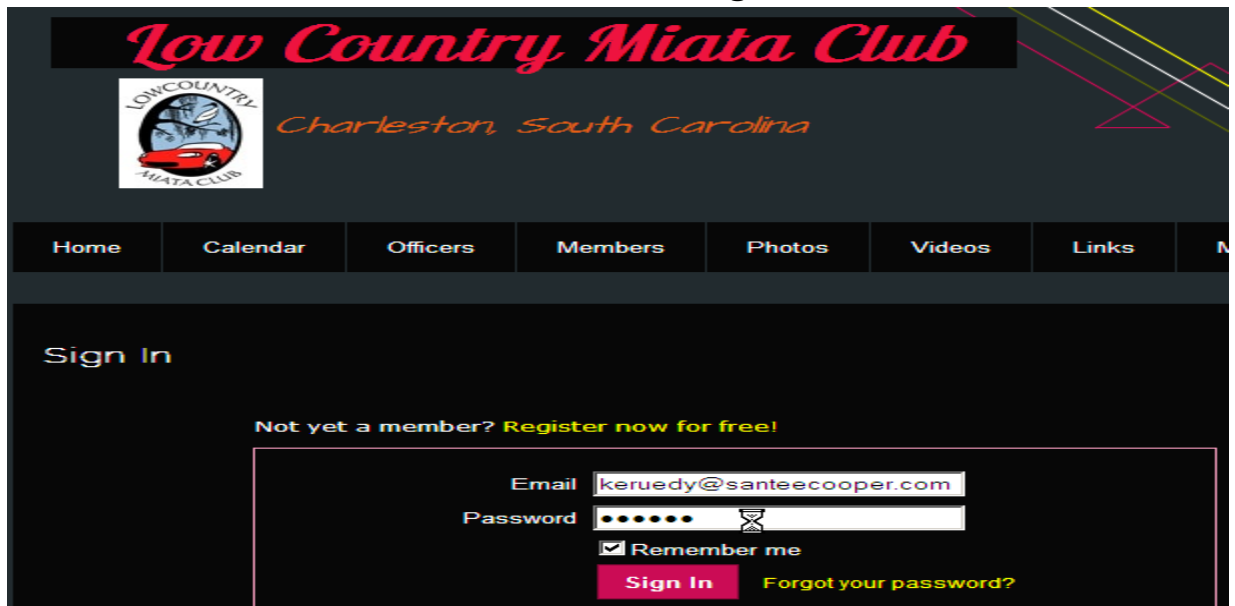 Low Country Miata Club
LOWCOUNTRY
MIATA CLUB
Charleston, South Carolina
Home Calendar Officers Members Photos Videos Links
Sign In
Not yet a member? Register now for free!
Email keruedy@santeecooper.com
Password ••••••
Remember me
Sign In Forgot your password?